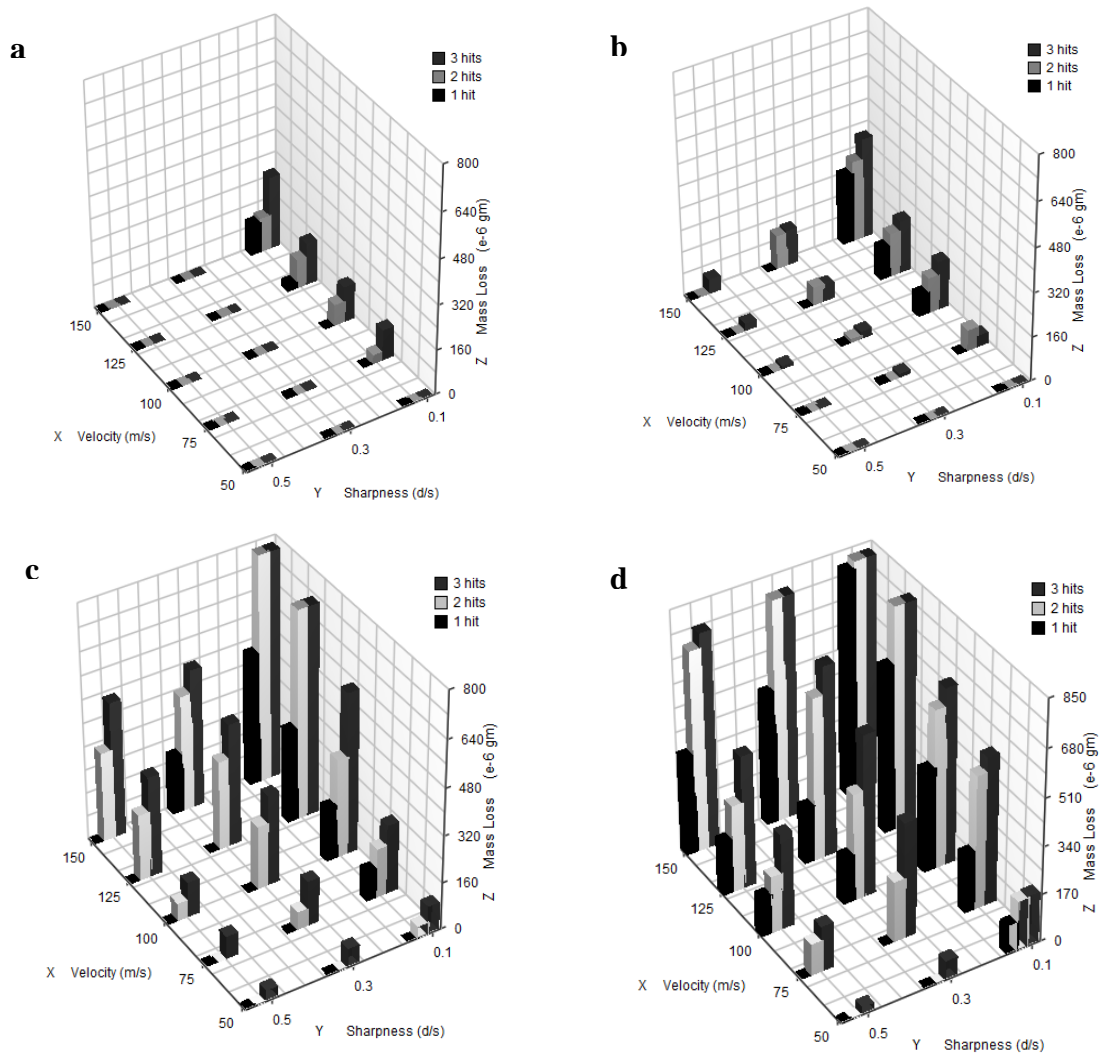 a
3 hits
2 hits
1 hit
800
640
480
320
160
0
Z Mass Loss (e-6 gm)
150
125
100
75
50
X Velocity (m/s)
0.5
0.3
0.1
Y Sharpness (d/s)
b
3 hits
2 hits
1 hit
800
640
480
320
160
0
Z Mass Loss (e-6 gm)
150
125
100
75
50
X Velocity (m/s)
0.5
0.3
0.1
Y Sharpness (d/s)
c
3 hits
2 hits
1 hit
800
640
480
320
160
0
Z Mass Loss (e-6 gm)
150
125
100
75
50
X Velocity (m/s)
0.5
0.3
0.1
Y Sharpness (d/s)
d
3 hits
2 hits
1 hit
850
680
510
340
170
0
Z Mass Loss (e-6 gm)
150
125
100
75
50
X Velocity (m/s)
0.5
0.3
0.1
Y Sharpness (d/s)